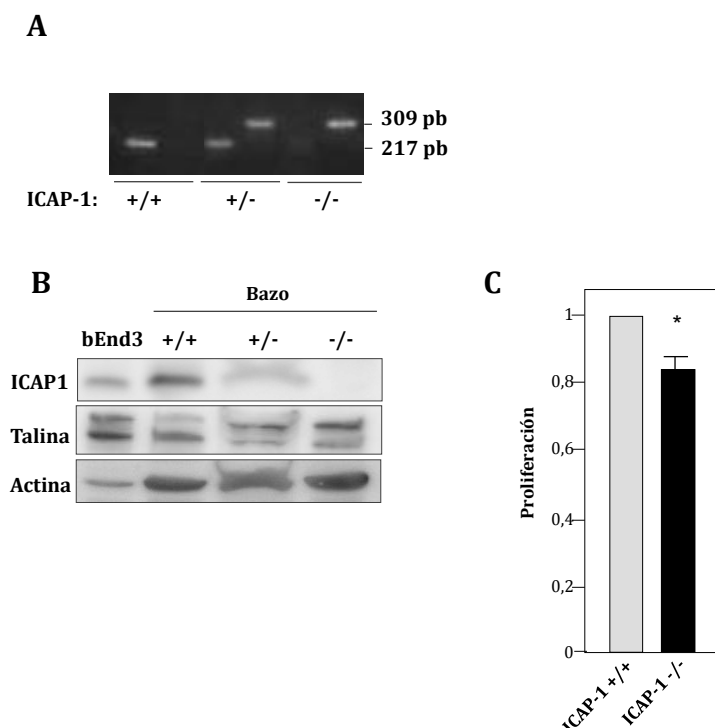 A
309 pb
217 pb
ICAP-1: +/+ +/- -/-
B
Bazo
bEnd3 +/+ +/- -/-
ICAP1
Talina
Actina
C
1
*
0,8
0,6
0,4
0,2
0
Proliferación
ICAP-1 +/+
ICAP-1 -/-